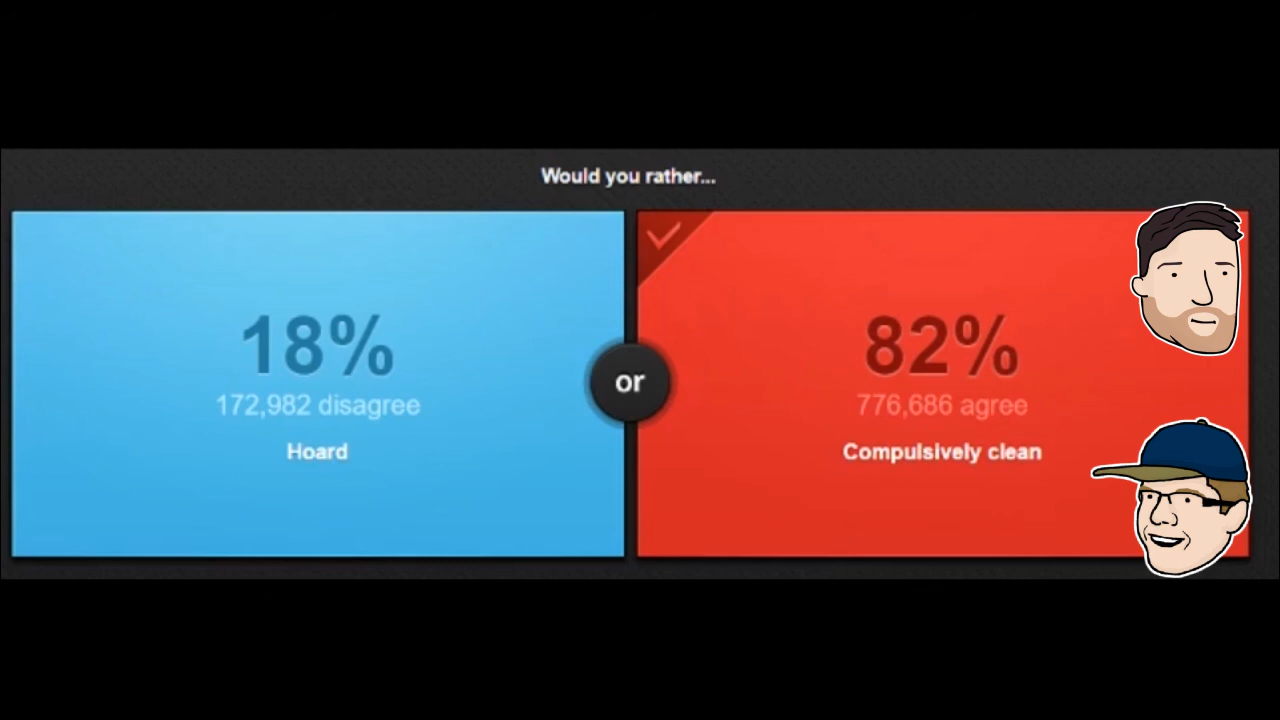 Would you rather...
18%
172,982 disagree
Hoard
or
82%
776,686 agree
Compulsively clean